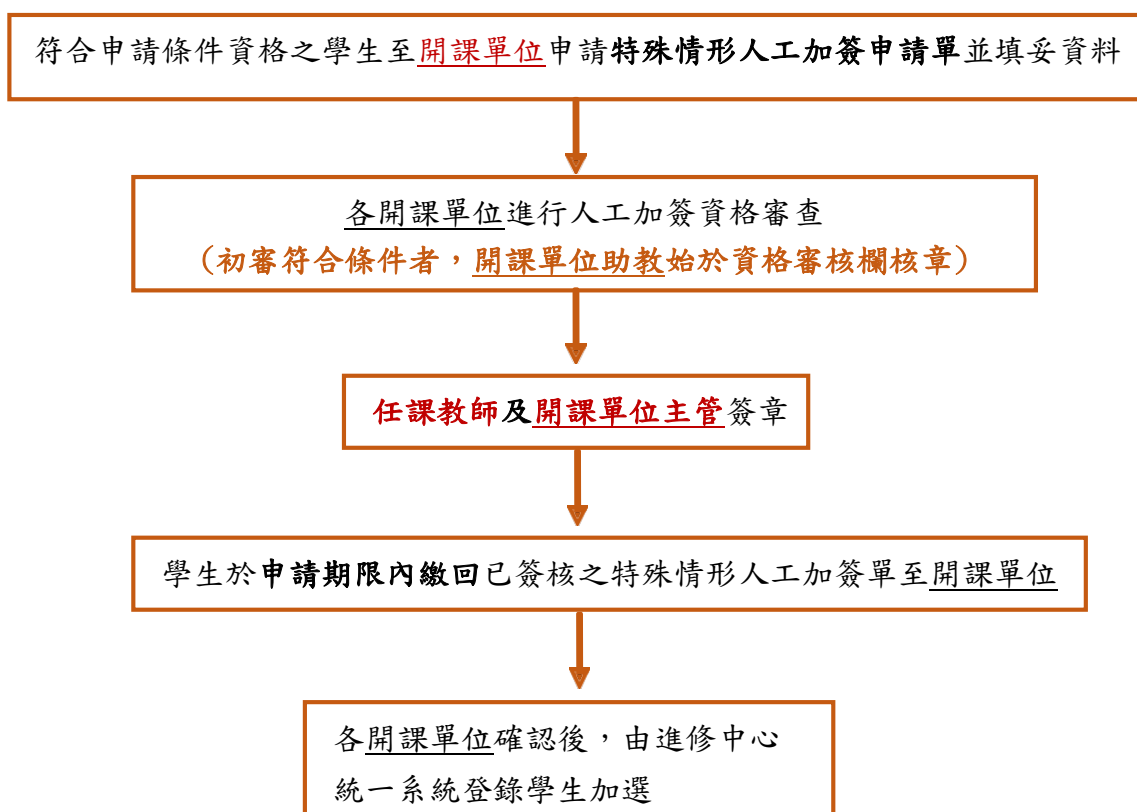 符合申請條件資格之學生至開課單位申請特殊情形人工加簽申請單並填妥資料
各開課單位進行人工加簽資格審查
(初審符合條件者，開課單位助教始於資格審核欄核章)
任課教師及開課單位主管簽章
學生於申請期限內繳回已簽核之特殊情形人工加簽單至開課單位
各開課單位確認後，由進修中心
統一系統登錄學生加選